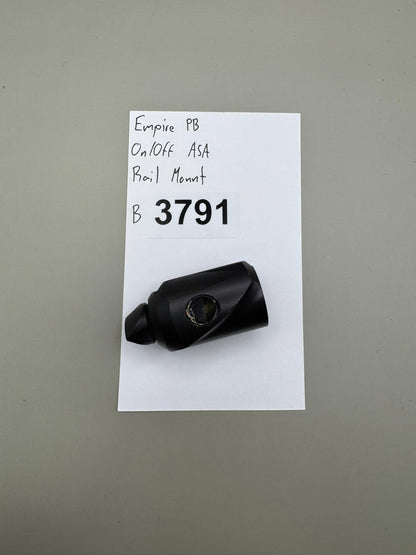 Empire PB
On/Off ASA
Rail Mount
B 3791